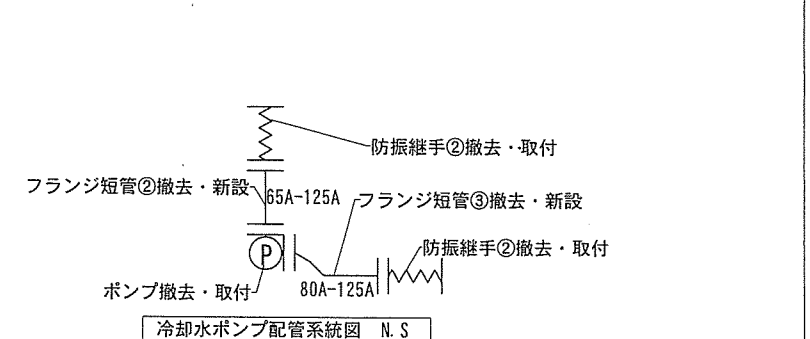 防振継手②撤去・取付
フランジ短管②撤去・新設
65A-125A
フランジ短管③撤去・新設
防振継手②撤去・取付
P
80A-125A
ポンプ撤去・取付
冷却水ポンプ配管系統図 N.S